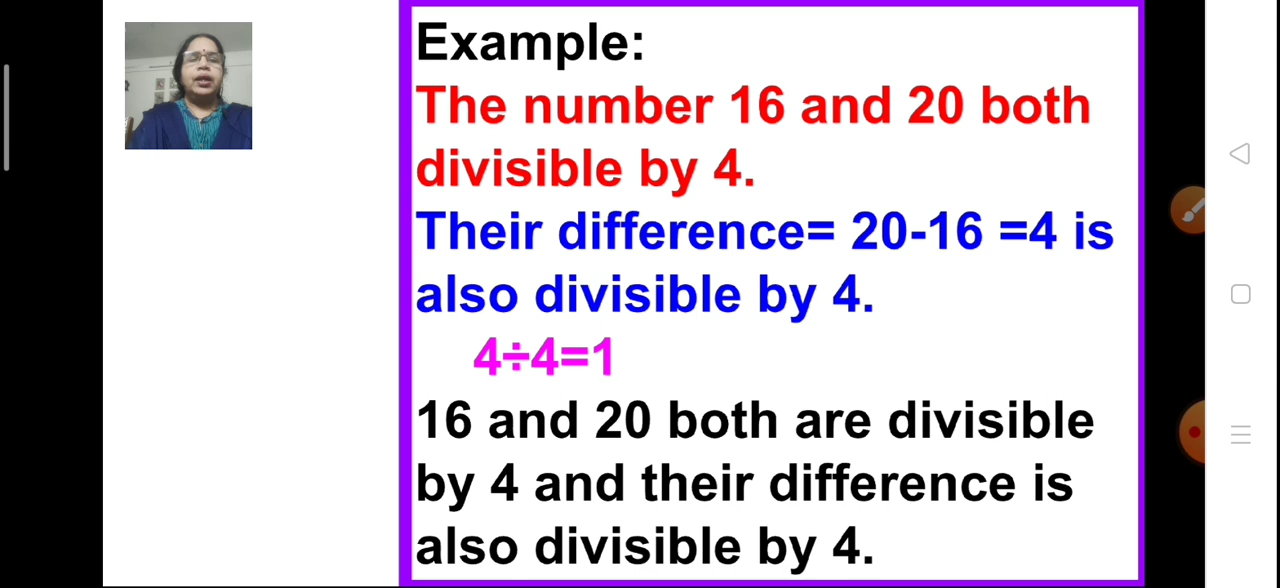 Example:
The number 16 and 20 both
divisible by 4.
Their difference= 20-16 =4 is
also divisible by 4.
4÷4=1
16 and 20 both are divisible
by 4 and their difference is
also divisible by 4.